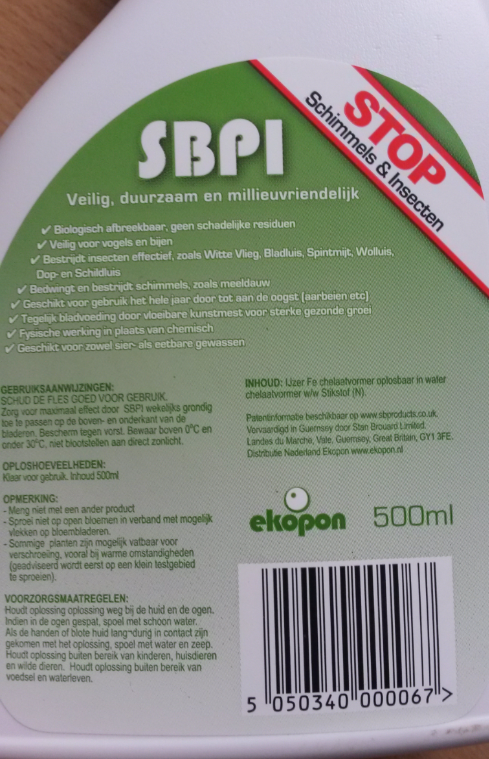 STOP
Schimmels & Insecten
SBPI
Veilig, duurzaam en millieuvriendelijk
✔ Biologisch afbreekbaar, geen schadelijke residuen
✔ Veilig voor vogels en bijen
✔ Bestrijdt insecten effectief, zoals Witte Vlieg, Bladluis, Spintmijt, Wolluis,
Dop- en Schildluis
✔ Bedwingt en bestrijdt schimmels, zoals meeldauw
✔ Geschikt voor gebruik het hele jaar door tot aan de oogst (aarbeien etc)
✔ Tegelijk bladvoeding door vloeibare kunstmest voor sterke gezonde groei
✔ Fysische werking in plaats van chemisch
✔ Geschikt voor zowel sier- als eetbare gewassen
GEBRUIKSAANWIJZINGEN:
SCHUD DE FLES GOED VOOR GEBRUIK.
Zorg voor maximaal effect door SBPI wekelijks grondig
toe te passen op de boven- en onderkant van de
bladeren. Bescherm tegen vorst. Bewaar boven 0°C en
onder 30°C, niet blootstellen aan direct zonlicht.
OPLOSHOEVEELHEDEN:
Klaar voor gebruik. Inhoud 500ml
OPMERKING:
- Meng niet met een ander product
- Sproei niet op open bloemen in verband met mogelijk
vlekken op bloembladeren.
- Sommige planten zijn mogelijk vatbaar voor
verschroeiing, vooral bij warme omstandigheden
(geadviseerd wordt eerst op een klein testgebied
te sproeien).
VOORZORGSMAATREGELEN:
Houdt oplossing oplossing weg bij de huid en de ogen.
Indien in de ogen gespat, spoel met schoon water.
Als de handen of blote huid langdurig in contact zijn
gekomen met het oplossing, spoel met water en zeep.
Houdt oplossing buiten bereik van kinderen, huisdieren
en wilde dieren. Houdt oplossing buiten bereik van
voedsel en waterleven.
INHOUD: IJzer Fe chelaatvormer oplosbaar in water
chelaatvormer w/w Stikstof (N).
Patentinformatie beschikbaar op www.sbproducts.co.uk.
Vervaardigd in Guernsey door Stan Brouard Limited.
Landes du Marche, Vale, Guernsey, Great Britain, GY1 3FE.
Distributie Nederland Ekopon www.ekopon.nl
ekopon 500ml
5 050340 000067 >